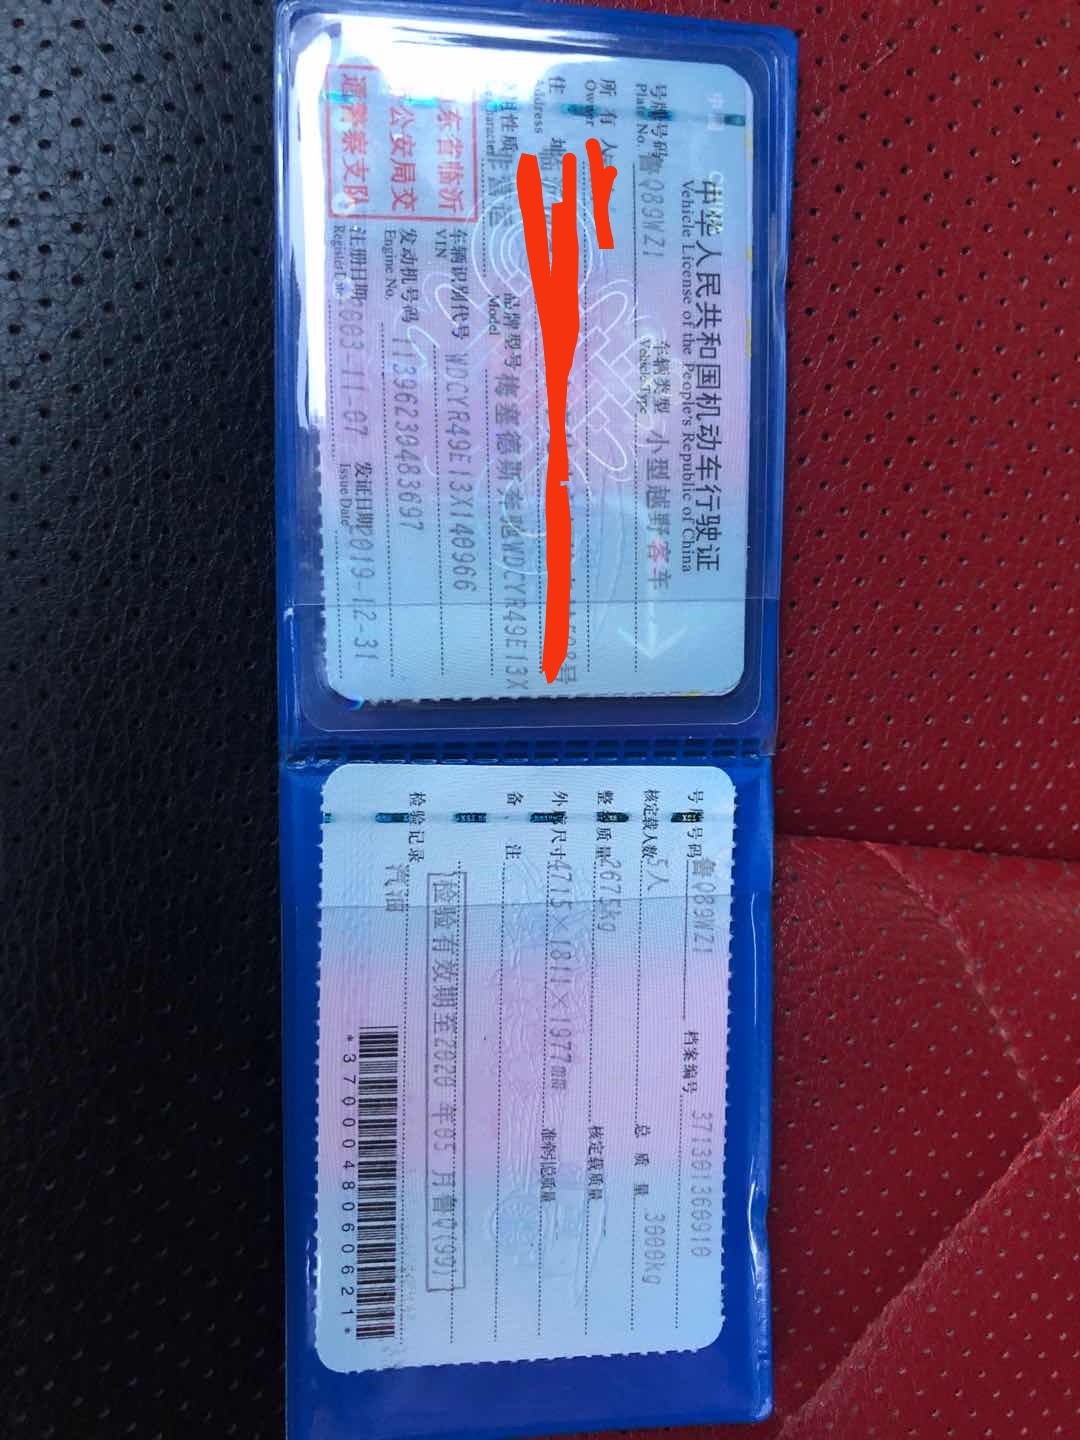 中华人民共和国机动车行驶证
Vehicle License of the People's Republic of China
号牌号码 鲁Q89WZ1 车辆类型 小型越野客车
Plate No. Vehicle Type
所有人
Owner
住 址 号
Address
使用性质 非营运 品牌型号 梅塞德斯奔驰WDCYR49E13X
Use Character Model
东省临沂
公安局交
通警察支队
车辆识别代号 WDCYR49E13X140966
VIN
发动机号码 11396230483697
Engine No.
注册日期 2003-11-07 发证日期 2019-12-31
Register Date Issue Date
号牌号码 鲁Q89WZ1 档案编号 371301360910
核定载人数 5人 总质量 3600kg
整备质量 2675kg 核定载质量
外廓尺寸 4715×1811×1977mm 准牵引总质量
备 注
检验有效期至2020 年05 月鲁Q(99)
检验记录 汽油
*3700048060621*